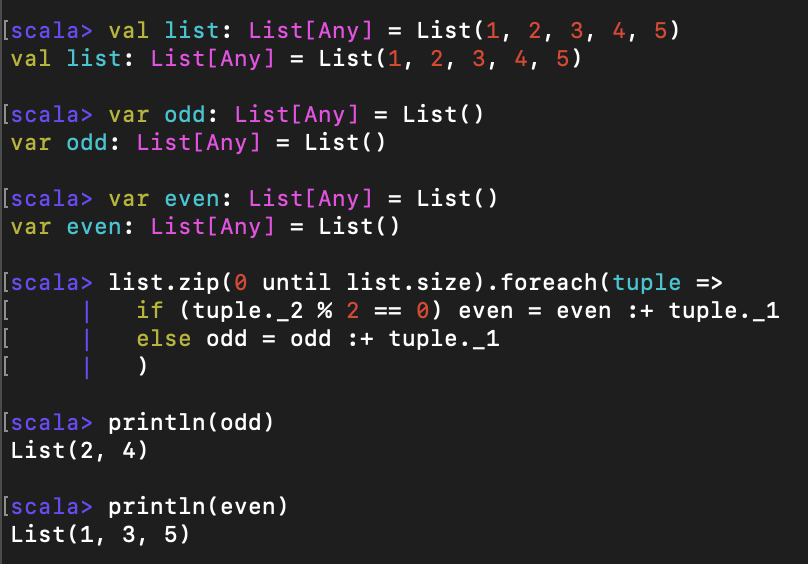 [scala> val list: List[Any] = List(1, 2, 3, 4, 5)
val list: List[Any] = List(1, 2, 3, 4, 5)
[scala> var odd: List[Any] = List()
var odd: List[Any] = List()
[scala> var even: List[Any] = List()
var even: List[Any] = List()
[scala> list.zip(0 until list.size).foreach(tuple =>
[     |   if (tuple._2 % 2 == 0) even = even :+ tuple._1
[     |   else odd = odd :+ tuple._1
[     |   )
[scala> println(odd)
List(2, 4)
[scala> println(even)
List(1, 3, 5)